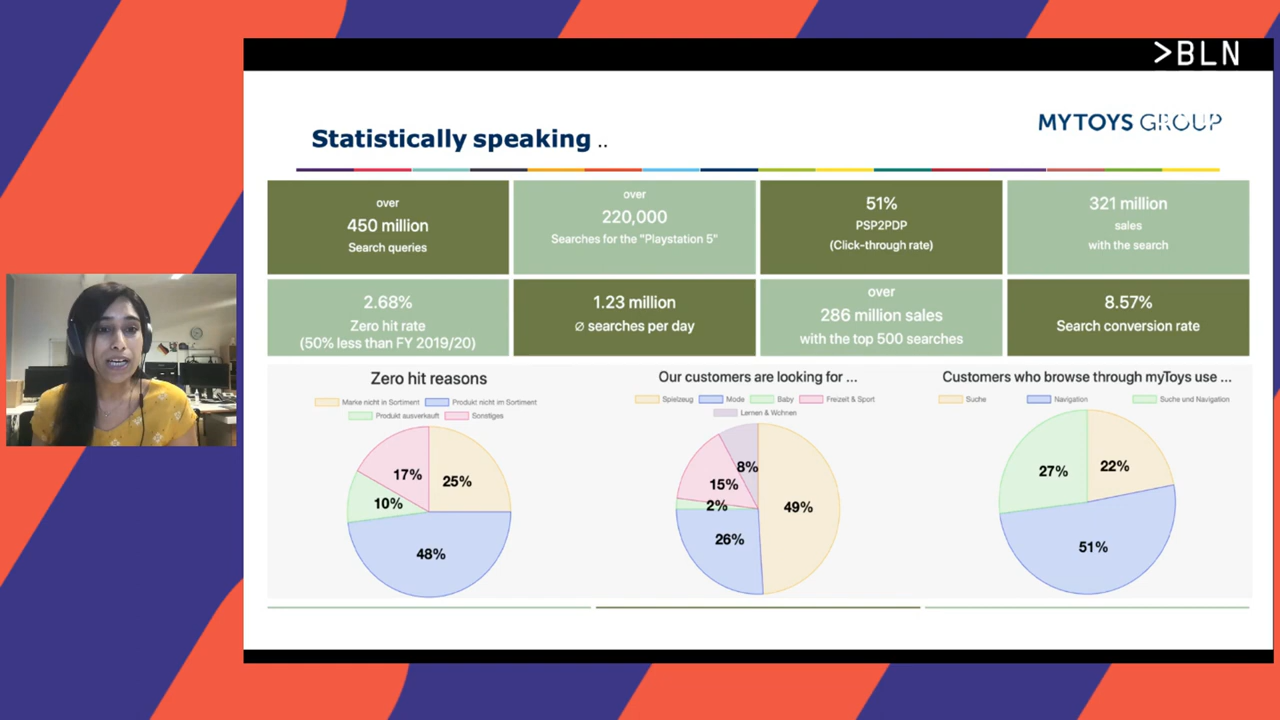 >BLN
MYTOYS GROUP
Statistically speaking ..
over
450 million
Search queries
over
220,000
Searches for the "Playstation 5"
51%
PSP2PDP
(Click-through rate)
321 million
sales
with the search
2.68%
Zero hit rate
(50% less than FY 2019/20)
1.23 million
⌀ searches per day
over
286 million sales
with the top 500 searches
8.57%
Search conversion rate
Zero hit reasons
Marke nicht in Sortiment Produkt nicht im Sortiment
Produkt ausverkauft Sonstiges
17%
25%
10%
48%
Our customers are looking for ...
Spielzeug Mode Baby Freizeit & Sport
Lernen & Wohnen
8%
15%
2%
49%
26%
Customers who browse through myToys use ...
Suche Navigation Suche und Navigation
27%
22%
51%